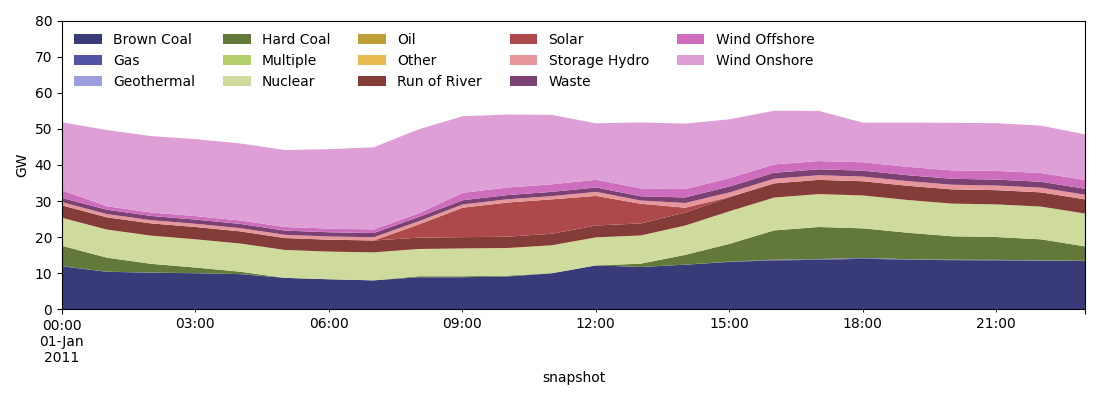 80
70
60
50
40
30
20
10
0
GW
Brown Coal
Gas
Geothermal
Hard Coal
Multiple
Nuclear
Oil
Other
Run of River
Solar
Storage Hydro
Waste
Wind Offshore
Wind Onshore
00:00
01-Jan
2011
03:00
06:00
09:00
12:00
15:00
18:00
21:00
snapshot